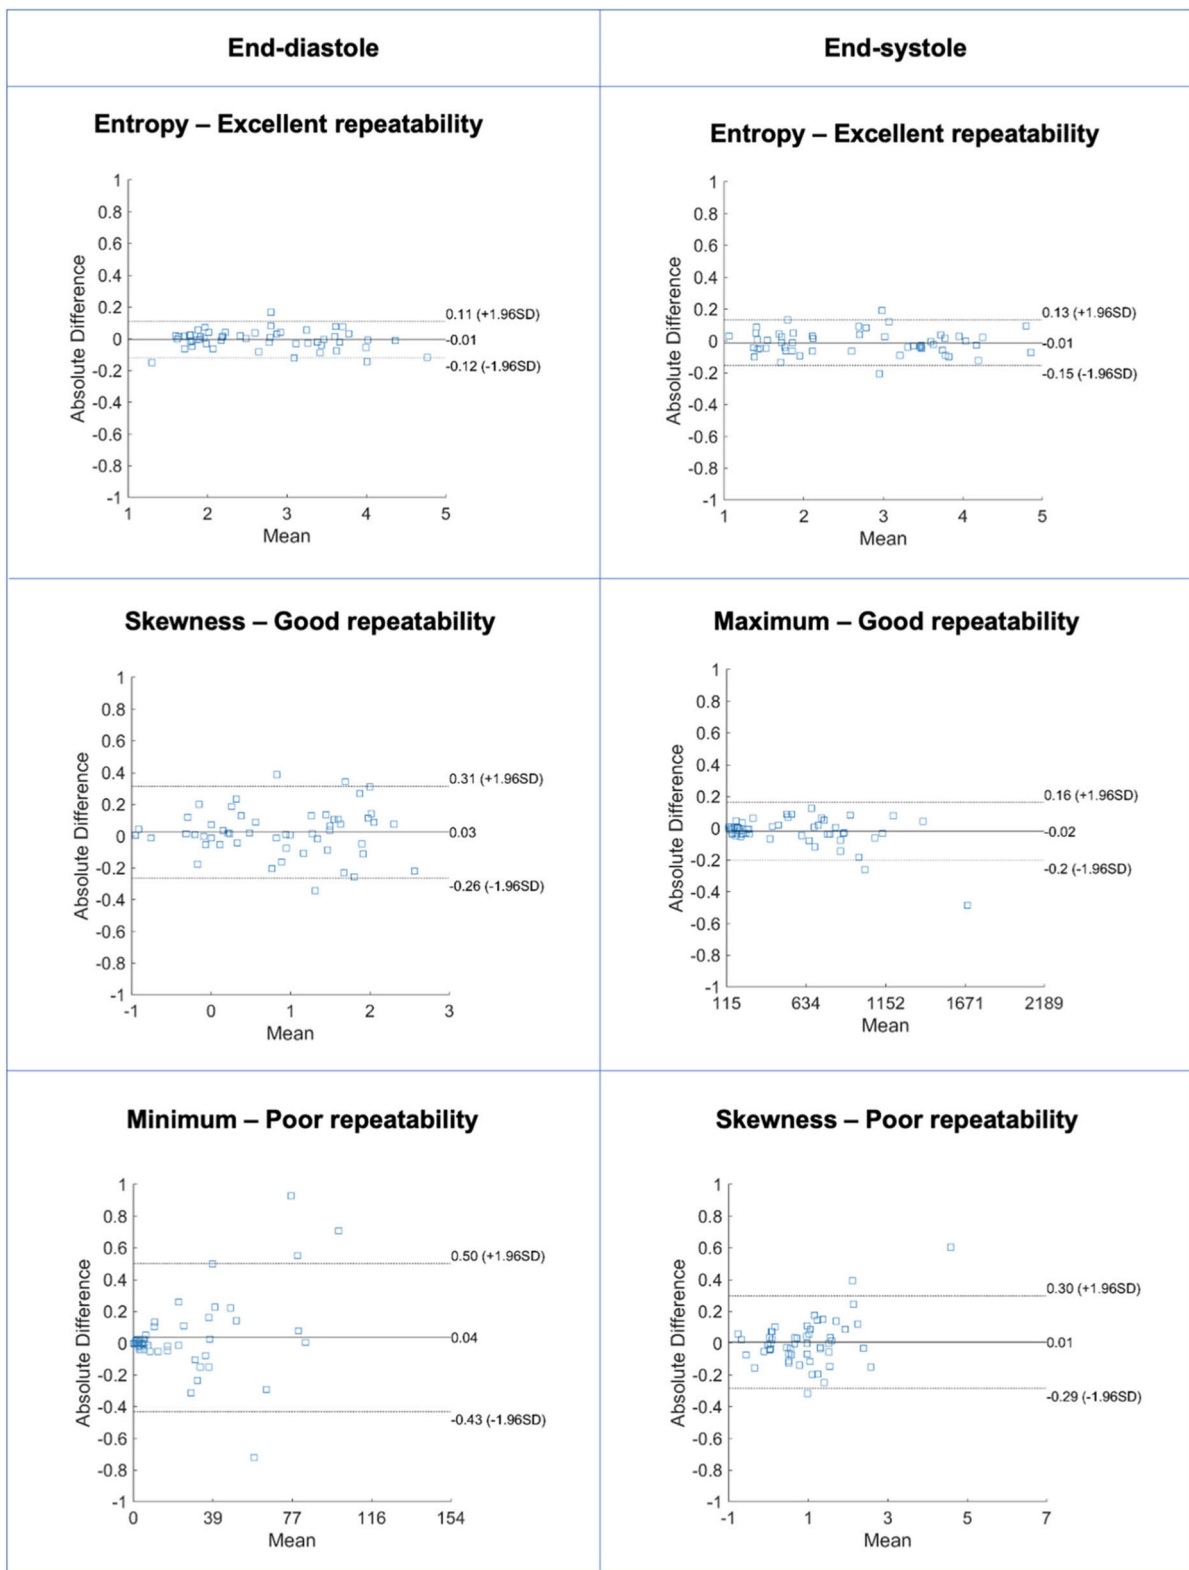 End-diastole
End-systole
Entropy – Excellent repeatability
1
0.8
0.6
0.4
0.2
0
-0.2
-0.4
-0.6
-0.8
-1
Absolute Difference
0.11 (+1.96SD)
-0.01
-0.12 (-1.96SD)
1 2 3 4 5
Mean
Entropy – Excellent repeatability
1
0.8
0.6
0.4
0.2
0
-0.2
-0.4
-0.6
-0.8
-1
Absolute Difference
0.13 (+1.96SD)
-0.01
-0.15 (-1.96SD)
1 2 3 4 5
Mean
Skewness – Good repeatability
1
0.8
0.6
0.4
0.2
0
-0.2
-0.4
-0.6
-0.8
-1
Absolute Difference
0.31 (+1.96SD)
0.03
-0.26 (-1.96SD)
-1 0 1 2 3
Mean
Maximum – Good repeatability
1
0.8
0.6
0.4
0.2
0
-0.2
-0.4
-0.6
-0.8
-1
Absolute Difference
0.16 (+1.96SD)
-0.02
-0.2 (-1.96SD)
115 634 1152 1671 2189
Mean
Minimum – Poor repeatability
1
0.8
0.6
0.4
0.2
0
-0.2
-0.4
-0.6
-0.8
-1
Absolute Difference
0.50 (+1.96SD)
0.04
-0.43 (-1.96SD)
0 39 77 116 154
Mean
Skewness – Poor repeatability
1
0.8
0.6
0.4
0.2
0
-0.2
-0.4
-0.6
-0.8
-1
Absolute Difference
0.30 (+1.96SD)
0.01
-0.29 (-1.96SD)
-1 1 3 5 7
Mean